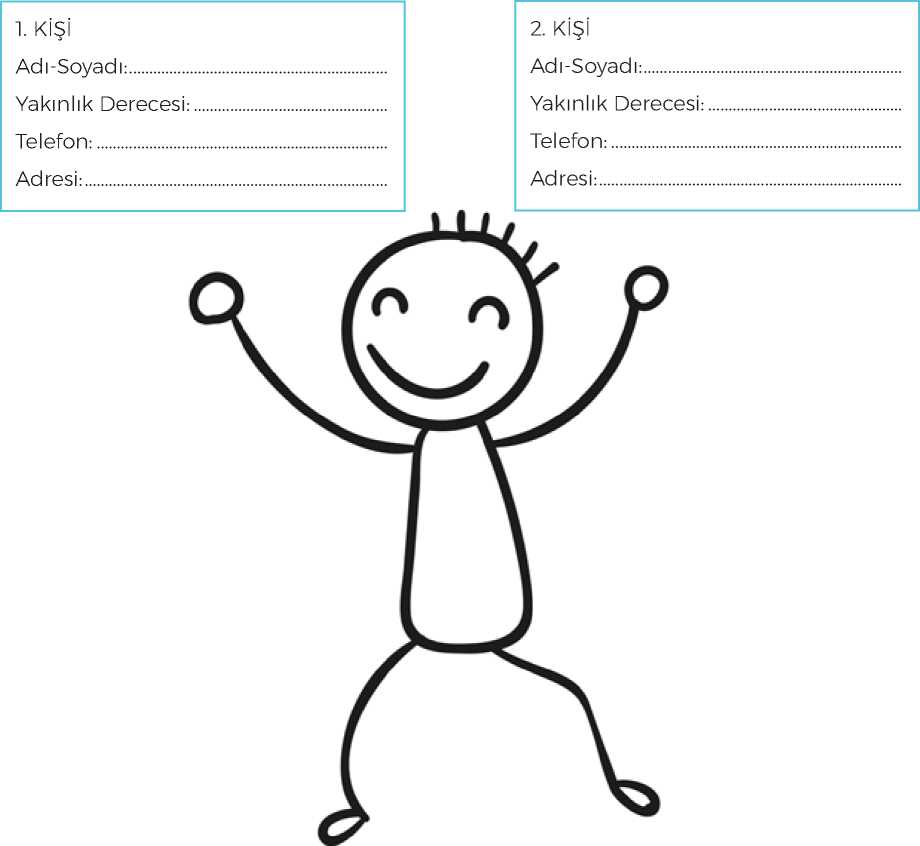 1. KİŞİ
Adı-Soyadı:.......................................................................
Yakınlık Derecesi: .....................................................
Telefon: ................................................................................
Adresi:...................................................................................
2. KİŞİ
Adı-Soyadı:.......................................................................
Yakınlık Derecesi: .....................................................
Telefon: ................................................................................
Adresi:...................................................................................